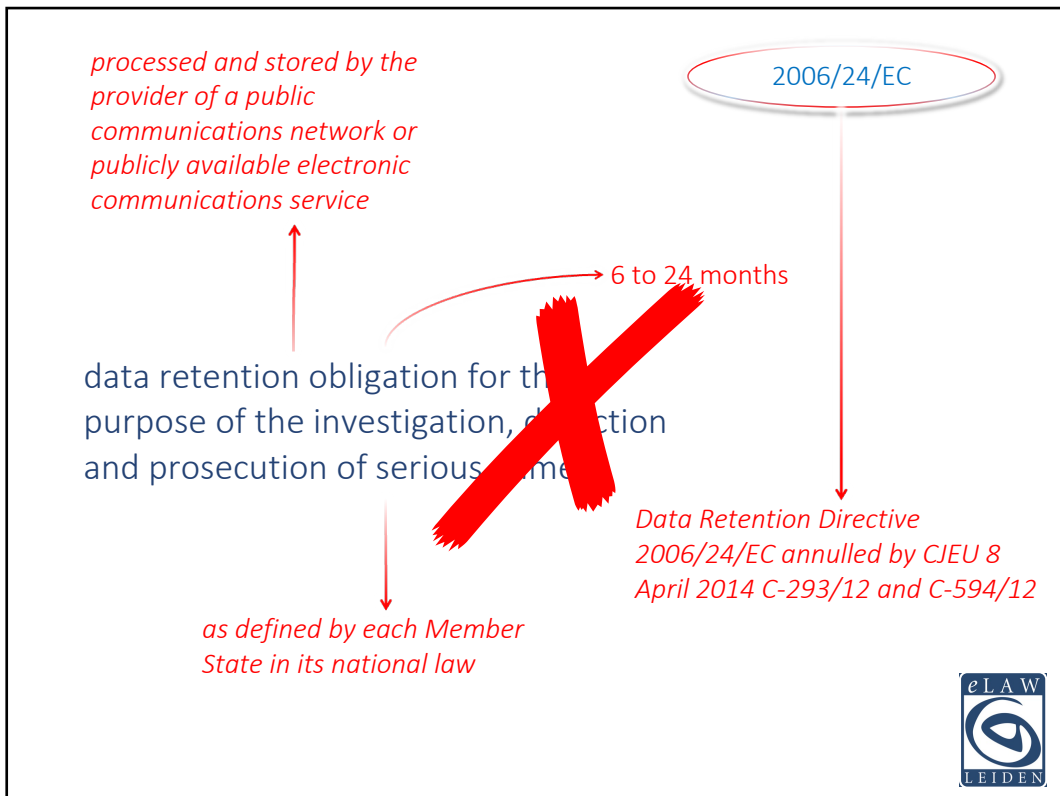 processed and stored by the
provider of a public
communications network or
publicly available electronic
communications service
2006/24/EC
6 to 24 months
data retention obligation for the
purpose of the investigation, detection
and prosecution of serious crime
Data Retention Directive
2006/24/EC annulled by CJEU 8
April 2014 C-293/12 and C-594/12
as defined by each Member
State in its national law
eLAW
LEIDEN